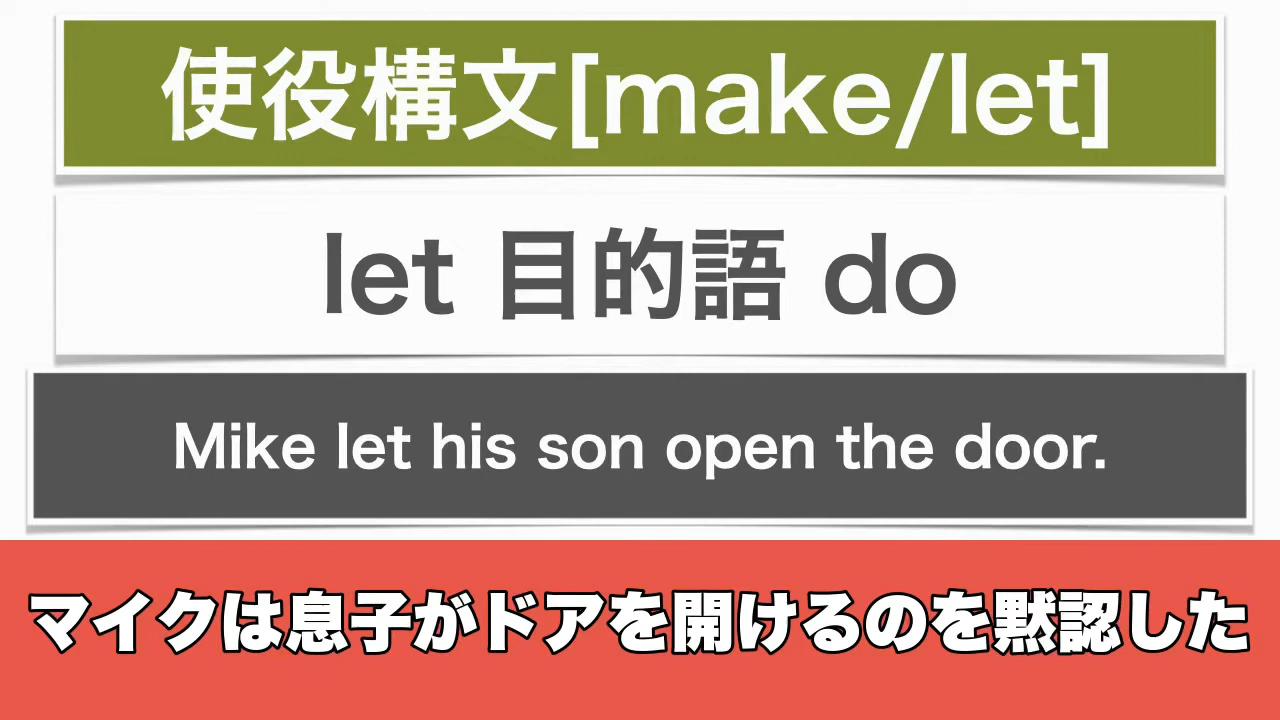 使役構文[make/let]
let 目的語 do
Mike let his son open the door.
マイクは息子がドアを開けるのを黙認した